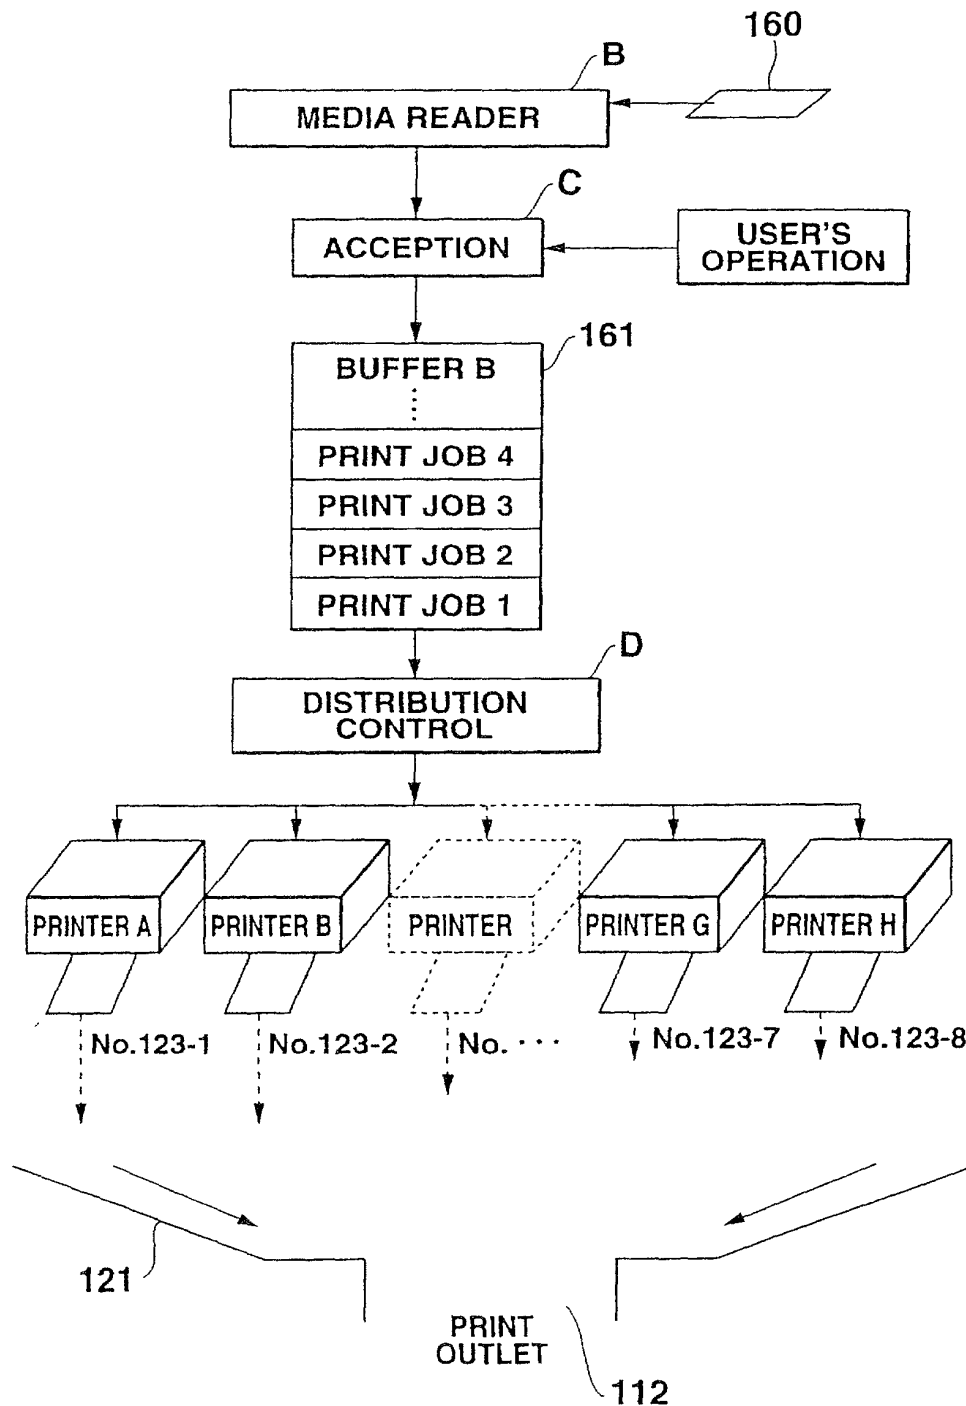 160
B
MEDIA READER
C
ACCEPTION
USER'S
OPERATION
161
BUFFER B
PRINT JOB 4
PRINT JOB 3
PRINT JOB 2
PRINT JOB 1
D
DISTRIBUTION
CONTROL
PRINTER A
PRINTER B
PRINTER
PRINTER G
PRINTER H
No.123-1
No.123-2
No. ···
No.123-7
No.123-8
121
PRINT
OUTLET
112